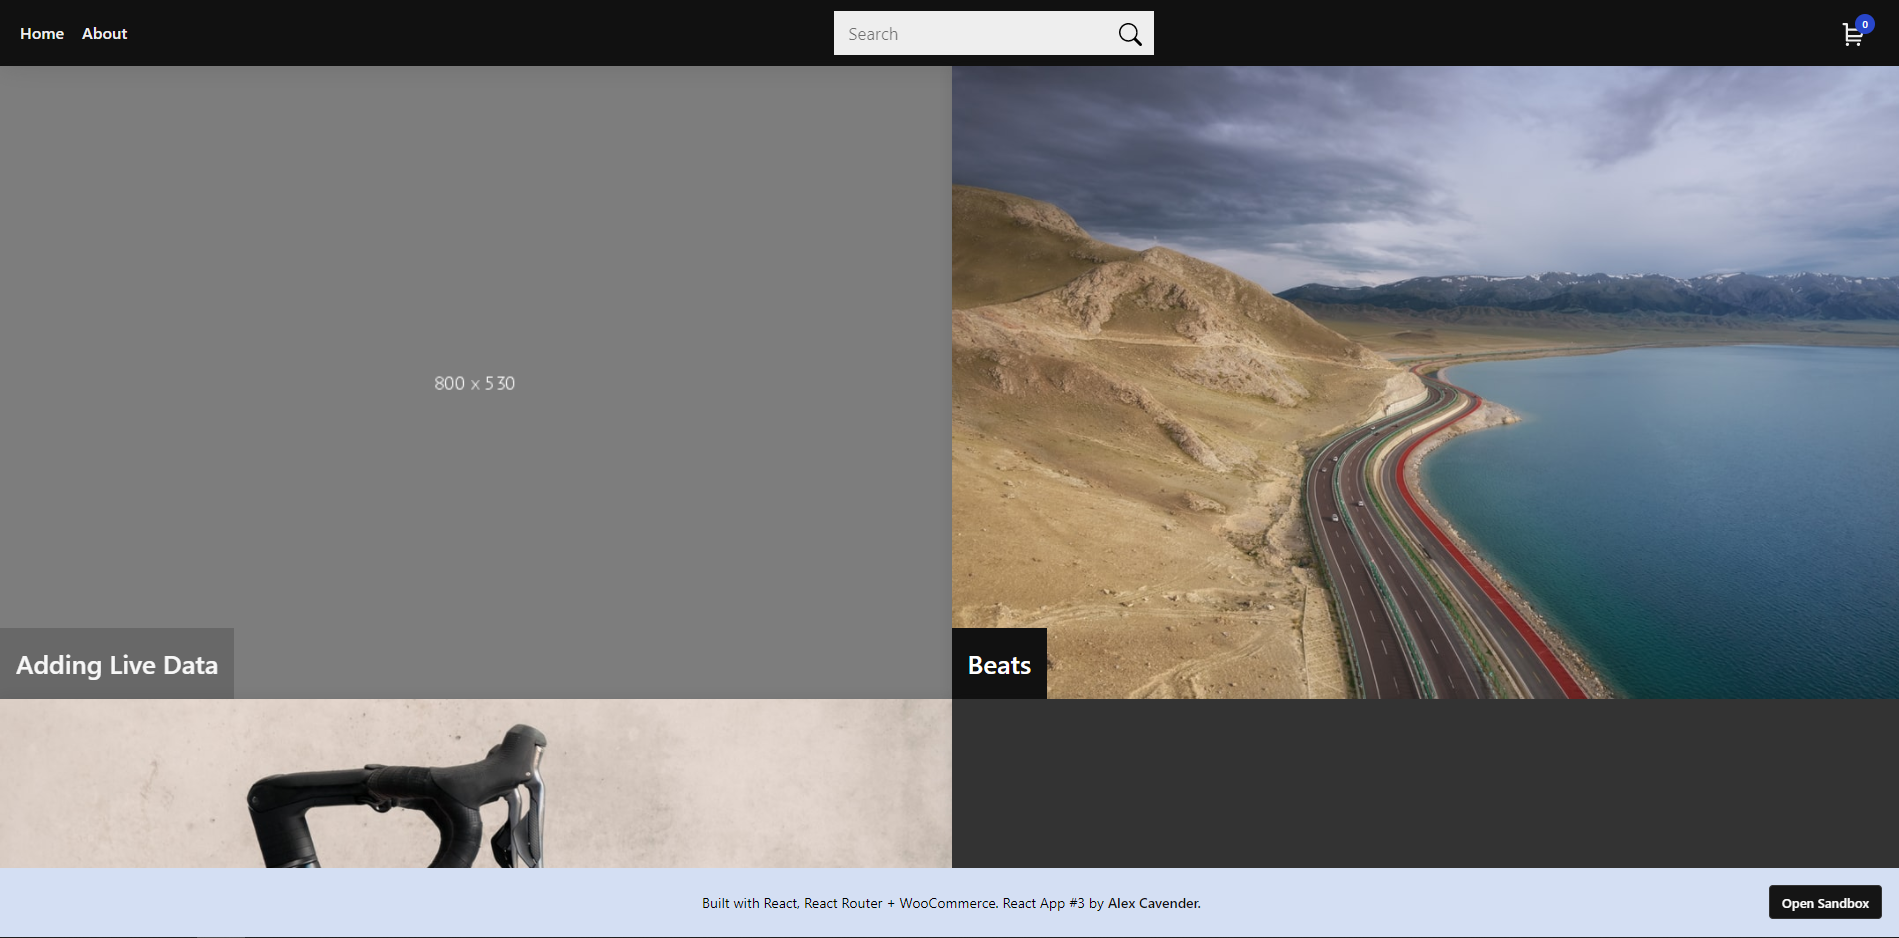 Home About Search 0
800 x 530
Adding Live Data
Beats
Built with React, React Router + WooCommerce. React App #3 by Alex Cavender.
Open Sandbox